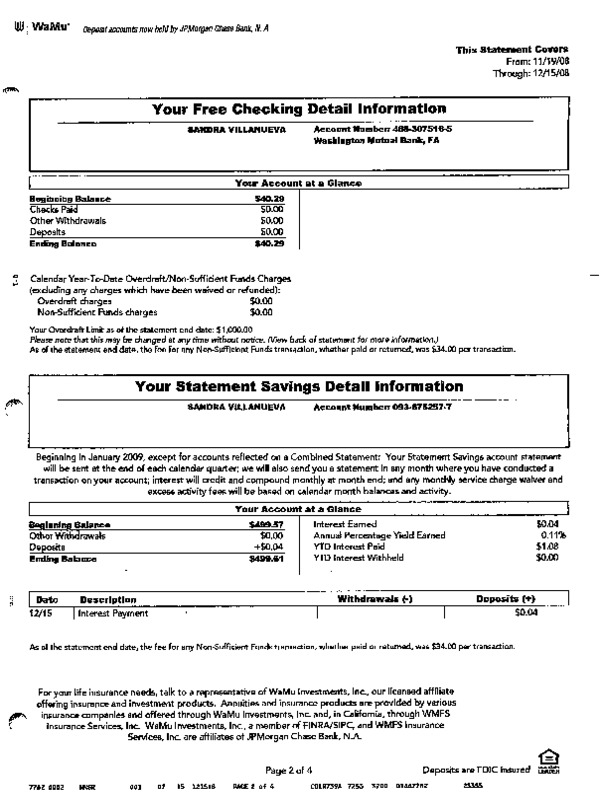 WaMu Deposit accounts now held by JPMorgan Chase Bank, N. A
This Statement Covers
From: 11/19/08
Through: 12/15/08
Your Free Checking Detail Information
SANDRA VILLANUEVA Account Number: 468-307516-5
Washington Mutual Bank, FA
Your Account at a Glance
Beginning Balance $40.29
Checks Paid $0.00
Other Withdrawals $0.00
Deposits $0.00
Ending Balance $40.29
Calendar Year-To-Date Overdraft/Non-Sufficient Funds Charges
(excluding any charges which have been waived or refunded):
Overdraft charges $0.00
Non-Sufficient Funds charges $0.00
Your Overdraft Limit as of the statement end date: $1,000.00
Please note that this may be changed at any time without notice. (View back of statement for more information.)
As of the statement end date, the fee for any Non-Sufficient Funds transaction, whether paid or returned, was $34.00 per transaction.
Your Statement Savings Detail Information
SANDRA VILLANUEVA Account Number: 093-675257-7
Beginning in January 2009, except for accounts reflected on a Combined Statement: Your Statement Savings account statement
will be sent at the end of each calendar quarter; we will also send you a statement in any month where you have conducted a
transaction on your account; interest will credit and compound monthly at month end; and any monthly service charge waiver and
excess activity fees will be based on calendar month balances and activity.
Your Account at a Glance
Beginning Balance $499.57 Interest Earned $0.04
Other Withdrawals $0.00 Annual Percentage Yield Earned 0.11%
Deposits +$0.04 YTD Interest Paid $1.08
Ending Balance $499.61 YTD Interest Withheld $0.00
Date Description Withdrawals (-) Deposits (+)
12/15 Interest Payment $0.04
As of the statement end date, the fee for any Non-Sufficient Funds transaction, whether paid or returned, was $34.00 per transaction.
For your life insurance needs, talk to a representative of WaMu Investments, Inc., our licensed affiliate
offering insurance and investment products. Annuities and insurance products are provided by various
insurance companies and offered through WaMu Investments, Inc. and, in California, through WMFS
Insurance Services, Inc. WaMu Investments, Inc., a member of FINRA/SIPC, and WMFS Insurance
Services, Inc. are affiliates of JPMorgan Chase Bank, N.A.
Page 2 of 4 Deposits are FDIC Insured
LENDER
PAGE 2 of 4